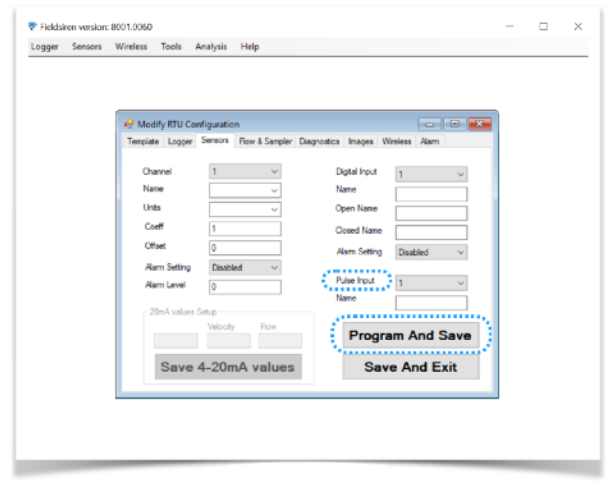 Fieldsiren version: 8001.0060
Logger Sensors Wireless Tools Analysis Help
Modify RTU Configuration
Template Logger Sensors Flow & Sampler Diagnostics Images Wireless Alarm
Channel 1
Name
Units
Coeff 1
Offset 0
Alarm Setting Disabled
Alarm Level 0
20mA values Setup
Velocity Flow
Save 4-20mA values
Digital Input 1
Name
Open Name
Closed Name
Alarm Setting Disabled
Pulse Input 1
Name
Program And Save
Save And Exit